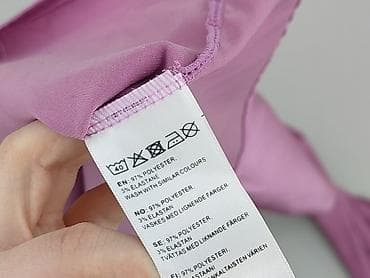 40
EN: 97% POLYESTER.
3% ELASTANE
WASH WITH SIMILAR COLOURS
NO: 97% POLYESTER.
3% ELASTAN
VASKES MED LIGNENDE FARGER
SE: 97% POLYESTER.
3% ELASTAN
TVÄTTAS MED LIKNANDE FÄRGER
FI: 97% POLYESTERI.